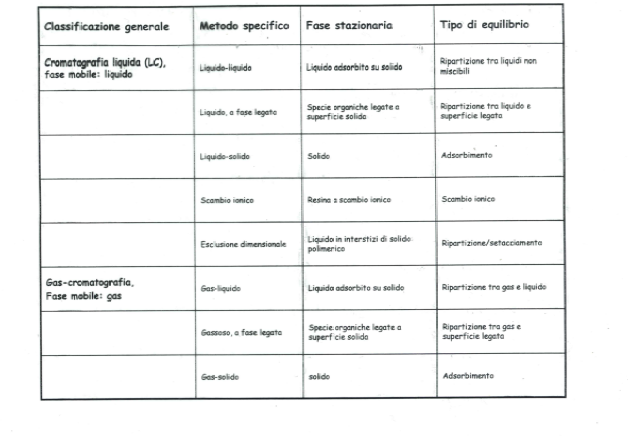 Classificazione generale
Metodo specifico
Fase stazionaria
Tipo di equilibrio
Cromatografia liquida (LC),
fase mobile: liquido
Liquido-liquido
Liquido adsorbito su solido
Ripartizione tra liquidi non
miscibili
Liquido, a fase legata
Specie organiche legate a
superficie solida
Ripartizione tra liquido e
superficie legata
Liquido-solido
Solido
Adsorbimento
Scambio ionico
Resina a scambio ionico
Scambio ionico
Esclusione dimensionale
Liquido in interstizi di solido
polimerico
Ripartizione/setacciamento
Gas-cromatografia,
Fase mobile: gas
Gas-liquido
Liquido adsorbito su solido
Ripartizione tra gas e liquido
Gassoso, a fase legata
Specie organiche legate a
superficie solida
Ripartizione tra gas e
superficie legata
Gas-solido
solido
Adsorbimento